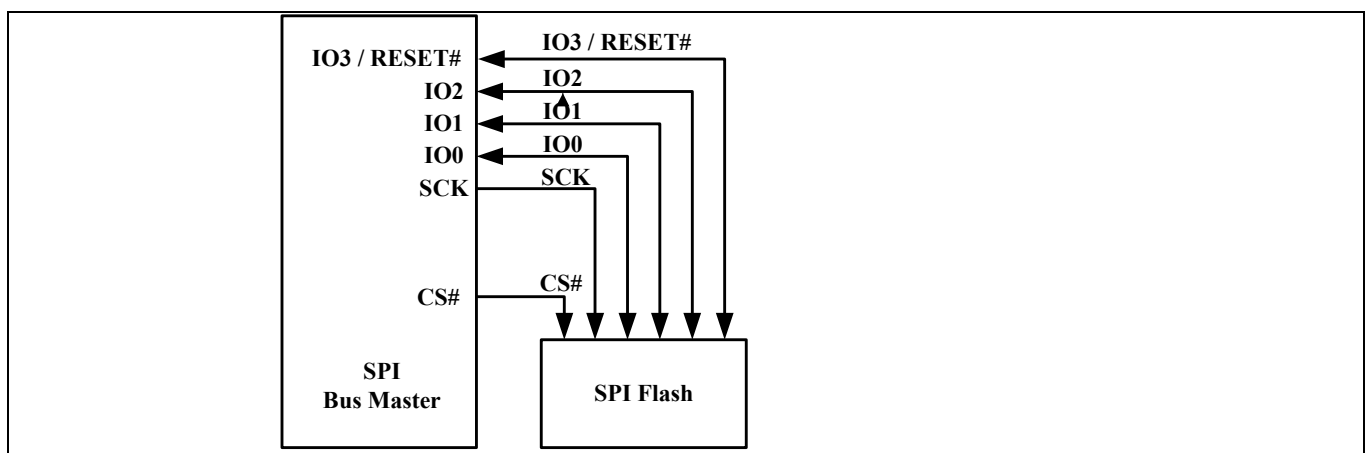 IO3 / RESET#
IO3 / RESET#
IO2
IO2
IO1
IO1
IO0
IO0
SCK
SCK
CS#
CS#
SPI
Bus Master
SPI Flash